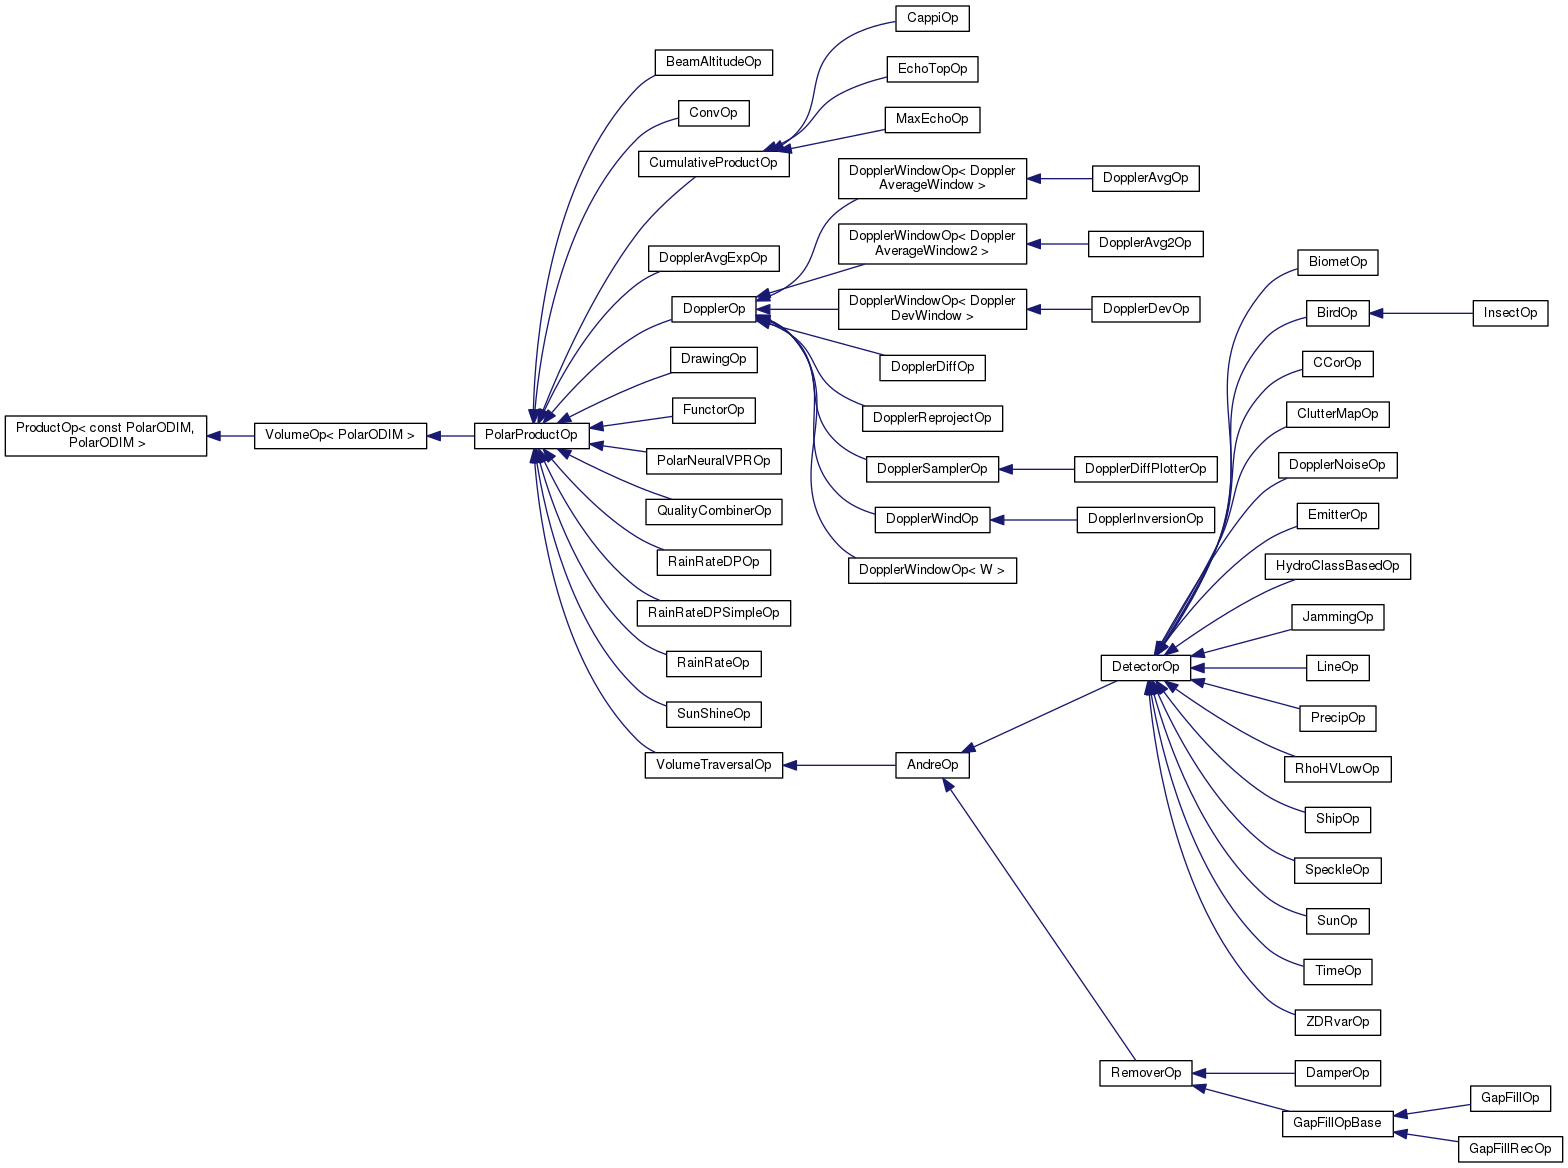 ProductOp< const PolarODIM,
PolarODIM >
VolumeOp< PolarODIM >
PolarProductOp
BeamAltitudeOp
ConvOp
CumulativeProductOp
DopplerAvgExpOp
DopplerOp
DrawingOp
FunctorOp
PolarNeuralVPROp
QualityCombinerOp
RainRateDPOp
RainRateDPSimpleOp
RainRateOp
SunShineOp
VolumeTraversalOp
CappiOp
EchoTopOp
MaxEchoOp
DopplerWindowOp< Doppler
AverageWindow >
DopplerWindowOp< Doppler
AverageWindow2 >
DopplerWindowOp< Doppler
DevWindow >
DopplerDiffOp
DopplerReprojectOp
DopplerSamplerOp
DopplerWindOp
DopplerWindowOp< W >
AndreOp
DopplerAvgOp
DopplerAvg2Op
DopplerDevOp
DopplerDiffPlotterOp
DopplerInversionOp
DetectorOp
RemoverOp
BiometOp
BirdOp
CCorOp
ClutterMapOp
DopplerNoiseOp
EmitterOp
HydroClassBasedOp
JammingOp
LineOp
PrecipOp
RhoHVLowOp
ShipOp
SpeckleOp
SunOp
TimeOp
ZDRvarOp
DamperOp
GapFillOpBase
InsectOp
GapFillOp
GapFillRecOp